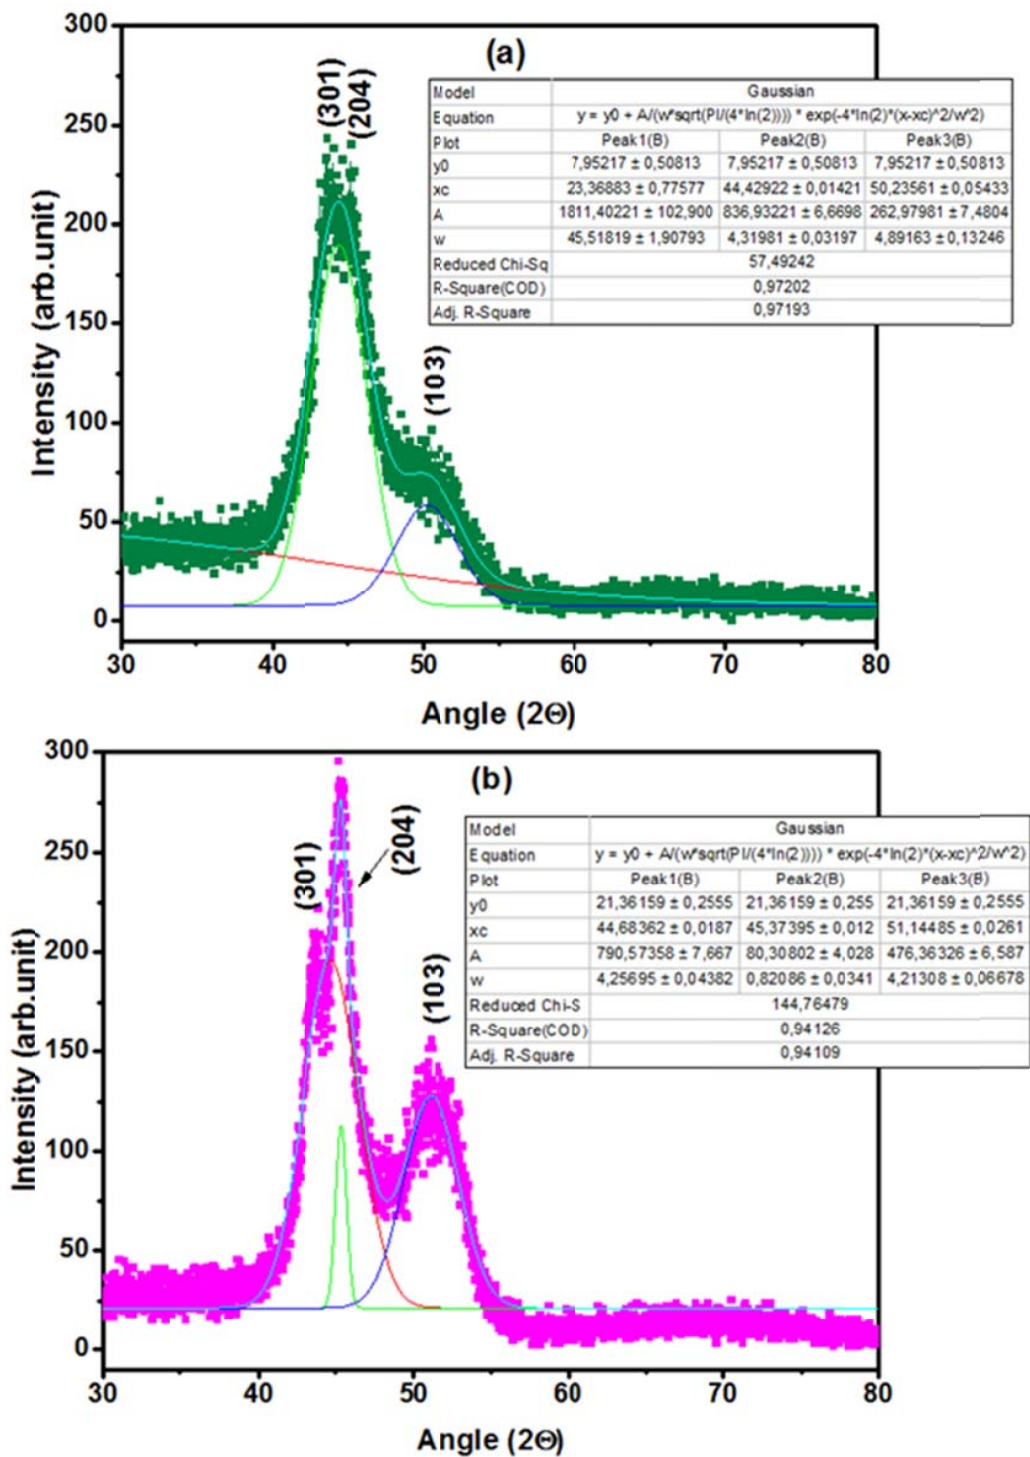 (a)
300
250
200
150
100
50
0
Intensity (arb.unit)
(301)
(204)
(103)
Model Gaussian
Equation y = y0 + A/(w*sqrt(PI/(4*ln(2)))) * exp(-4*ln(2)*(x-xc)^2/w^2)
Plot Peak1(B) Peak2(B) Peak3(B)
y0 7,95217 ± 0,50813 7,95217 ± 0,50813 7,95217 ± 0,50813
xc 23,36883 ± 0,77577 44,42922 ± 0,01421 50,23561 ± 0,05433
A 1811,40221 ± 102,900 836,93221 ± 6,6698 262,97981 ± 7,4804
w 45,51819 ± 1,90793 4,31981 ± 0,03197 4,89163 ± 0,13246
Reduced Chi-Sq 57,49242
R-Square(COD) 0,97202
Adj. R-Square 0,97193
30 40 50 60 70 80
Angle (2Θ)
(b)
300
250
200
150
100
50
0
Intensity (arb.unit)
(301)
(204)
(103)
Model Gaussian
Equation y = y0 + A/(w*sqrt(PI/(4*ln(2)))) * exp(-4*ln(2)*(x-xc)^2/w^2)
Plot Peak1(B) Peak2(B) Peak3(B)
y0 21,36159 ± 0,2555 21,36159 ± 0,255 21,36159 ± 0,2555
xc 44,68362 ± 0,0187 45,37395 ± 0,012 51,14485 ± 0,0261
A 790,57358 ± 7,667 80,30802 ± 4,028 476,36326 ± 6,587
w 4,25695 ± 0,04382 0,82086 ± 0,0341 4,21308 ± 0,06678
Reduced Chi-S 144,76479
R-Square(COD) 0,94126
Adj. R-Square 0,94109
30 40 50 60 70 80
Angle (2Θ)